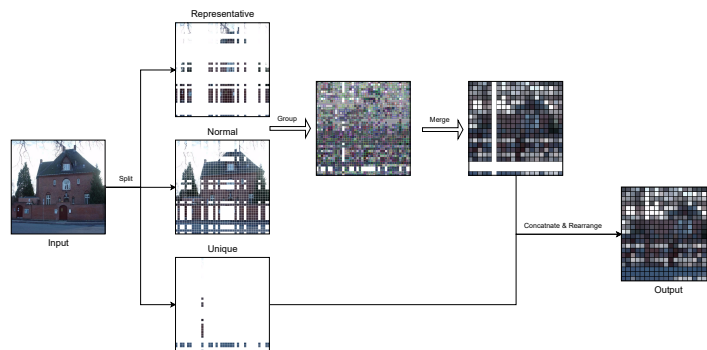 Representative
Group
Merge
Normal
Split
Input
Unique
Concatnate & Rearrange
Output